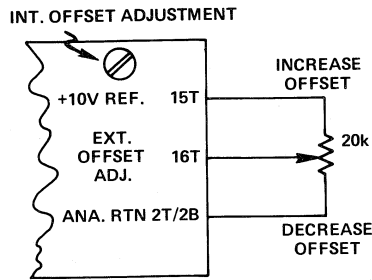 INT. OFFSET ADJUSTMENT
INCREASE
OFFSET
+10V REF. 15T
20k
EXT.
OFFSET
ADJ.
16T
ANA. RTN 2T/2B
DECREASE
OFFSET